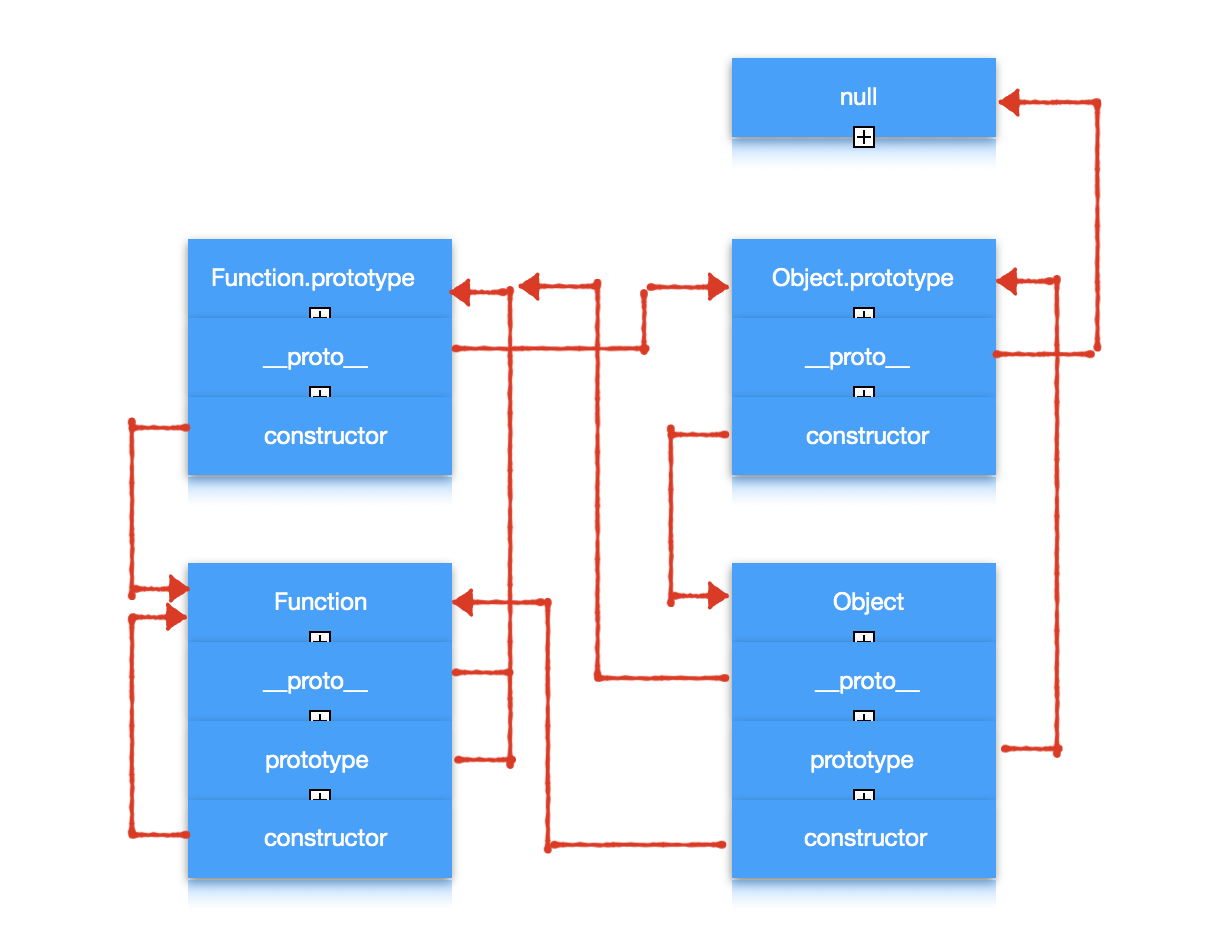 null
Function.prototype
__proto__
constructor
Object.prototype
__proto__
constructor
Function
__proto__
prototype
constructor
Object
__proto__
prototype
constructor